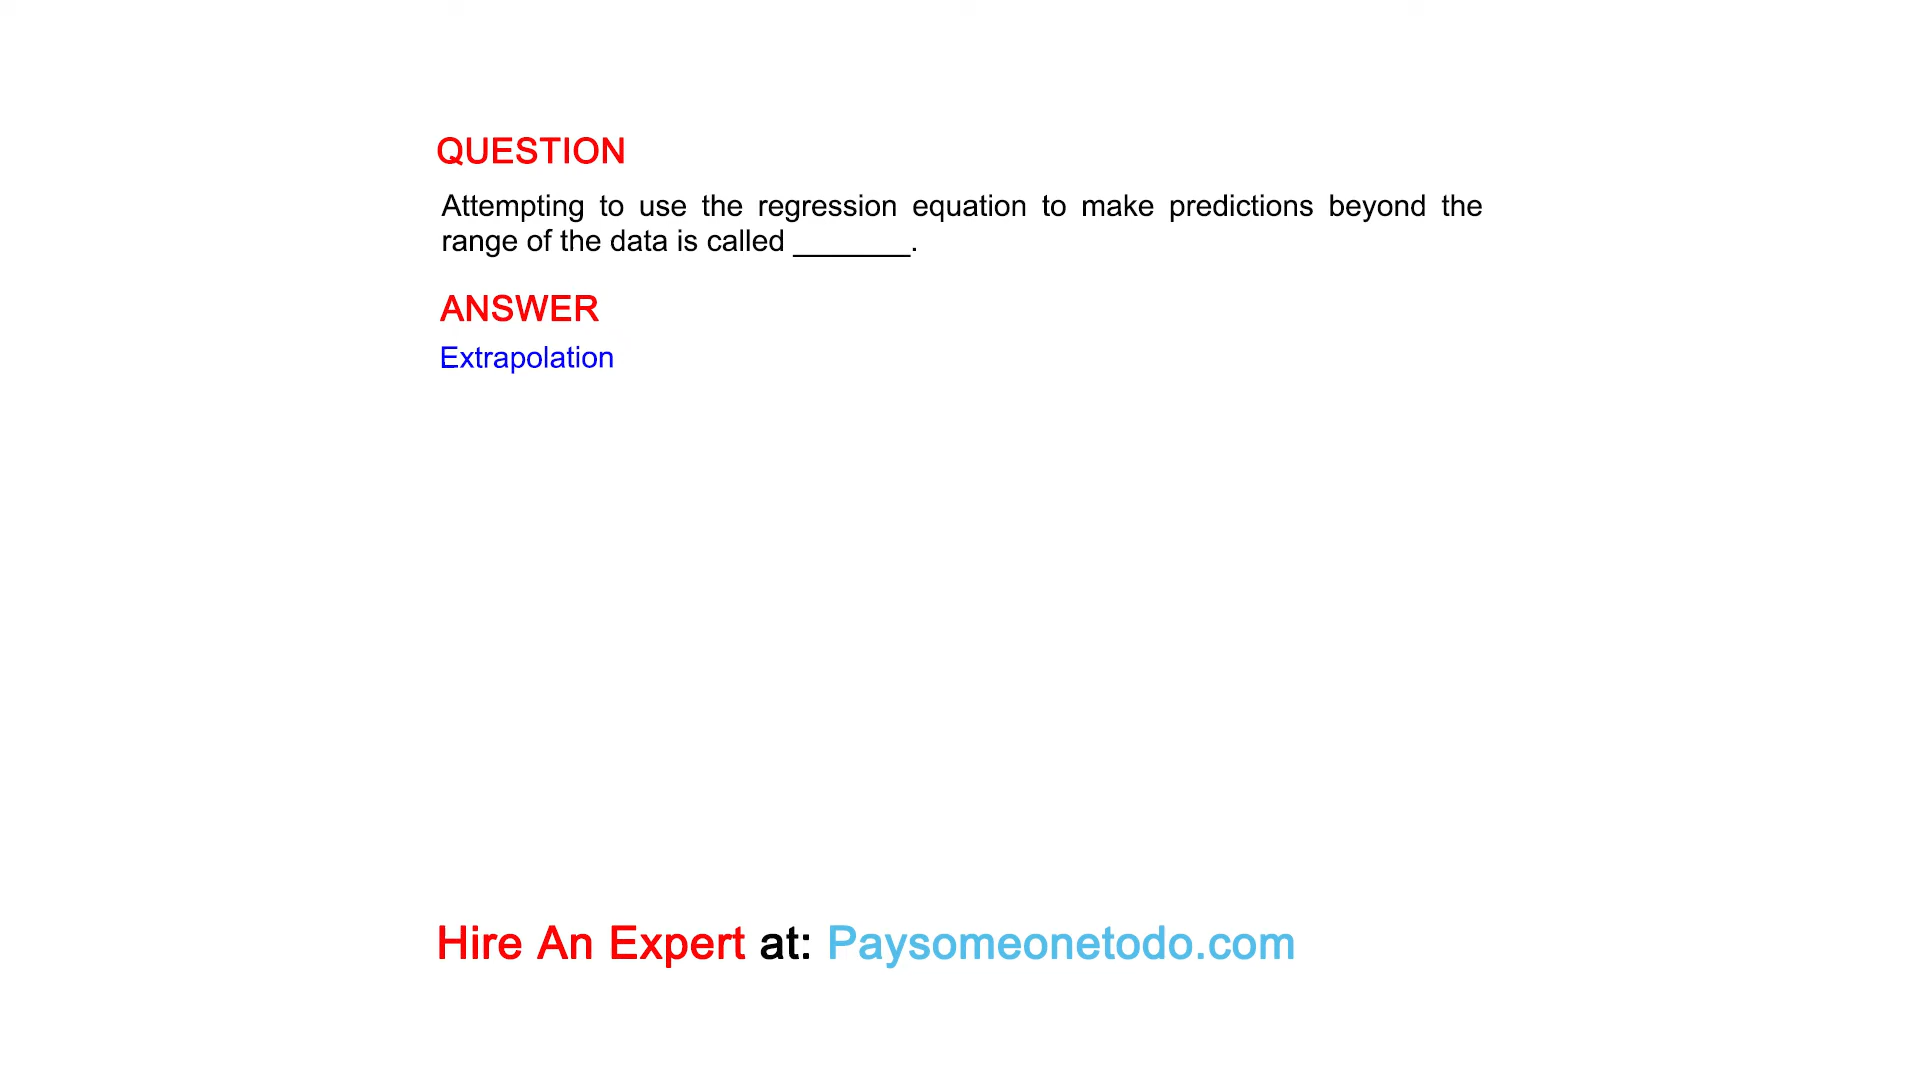 QUESTION
Attempting to use the regression equation to make predictions beyond the
range of the data is called _______.
ANSWER
Extrapolation
Hire An Expert at: Paysomeonetodo.com